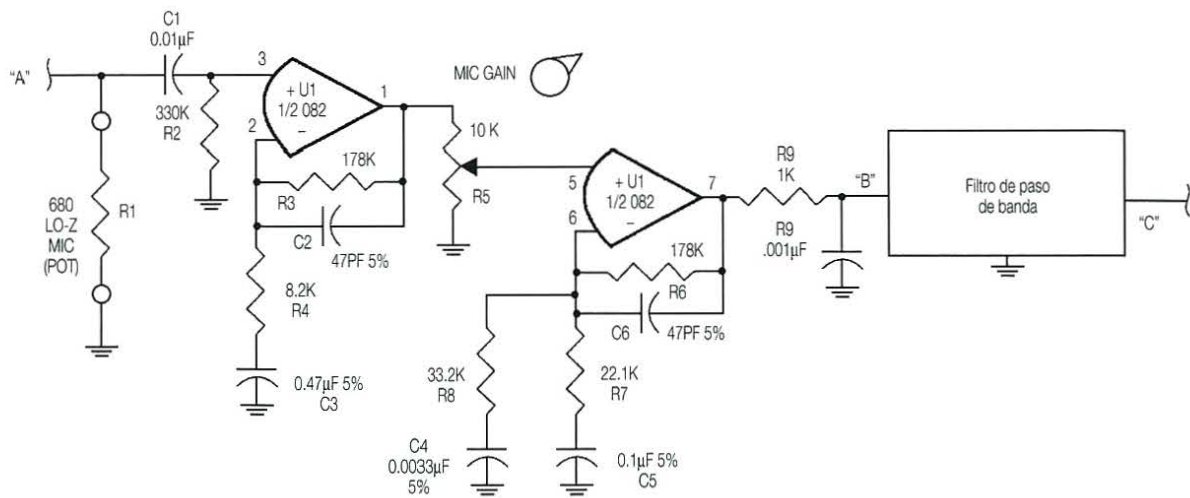 C1
0.01µF
"A"
3
+ U1
1/2 082
–
1
2
330K
R2
680
LO-Z
MIC
(POT)
R1
178K
R3
C2
47PF 5%
8.2K
R4
0.47µF 5%
C3
MIC GAIN
10 K
R5
5
+ U1
1/2 082
–
7
6
178K
R6
C6
47PF 5%
33.2K
R8
22.1K
R7
C4
0.0033µF
5%
0.1µF 5%
C5
R9
1K
"B"
R9
.001µF
Filtro de paso
de banda
"C"